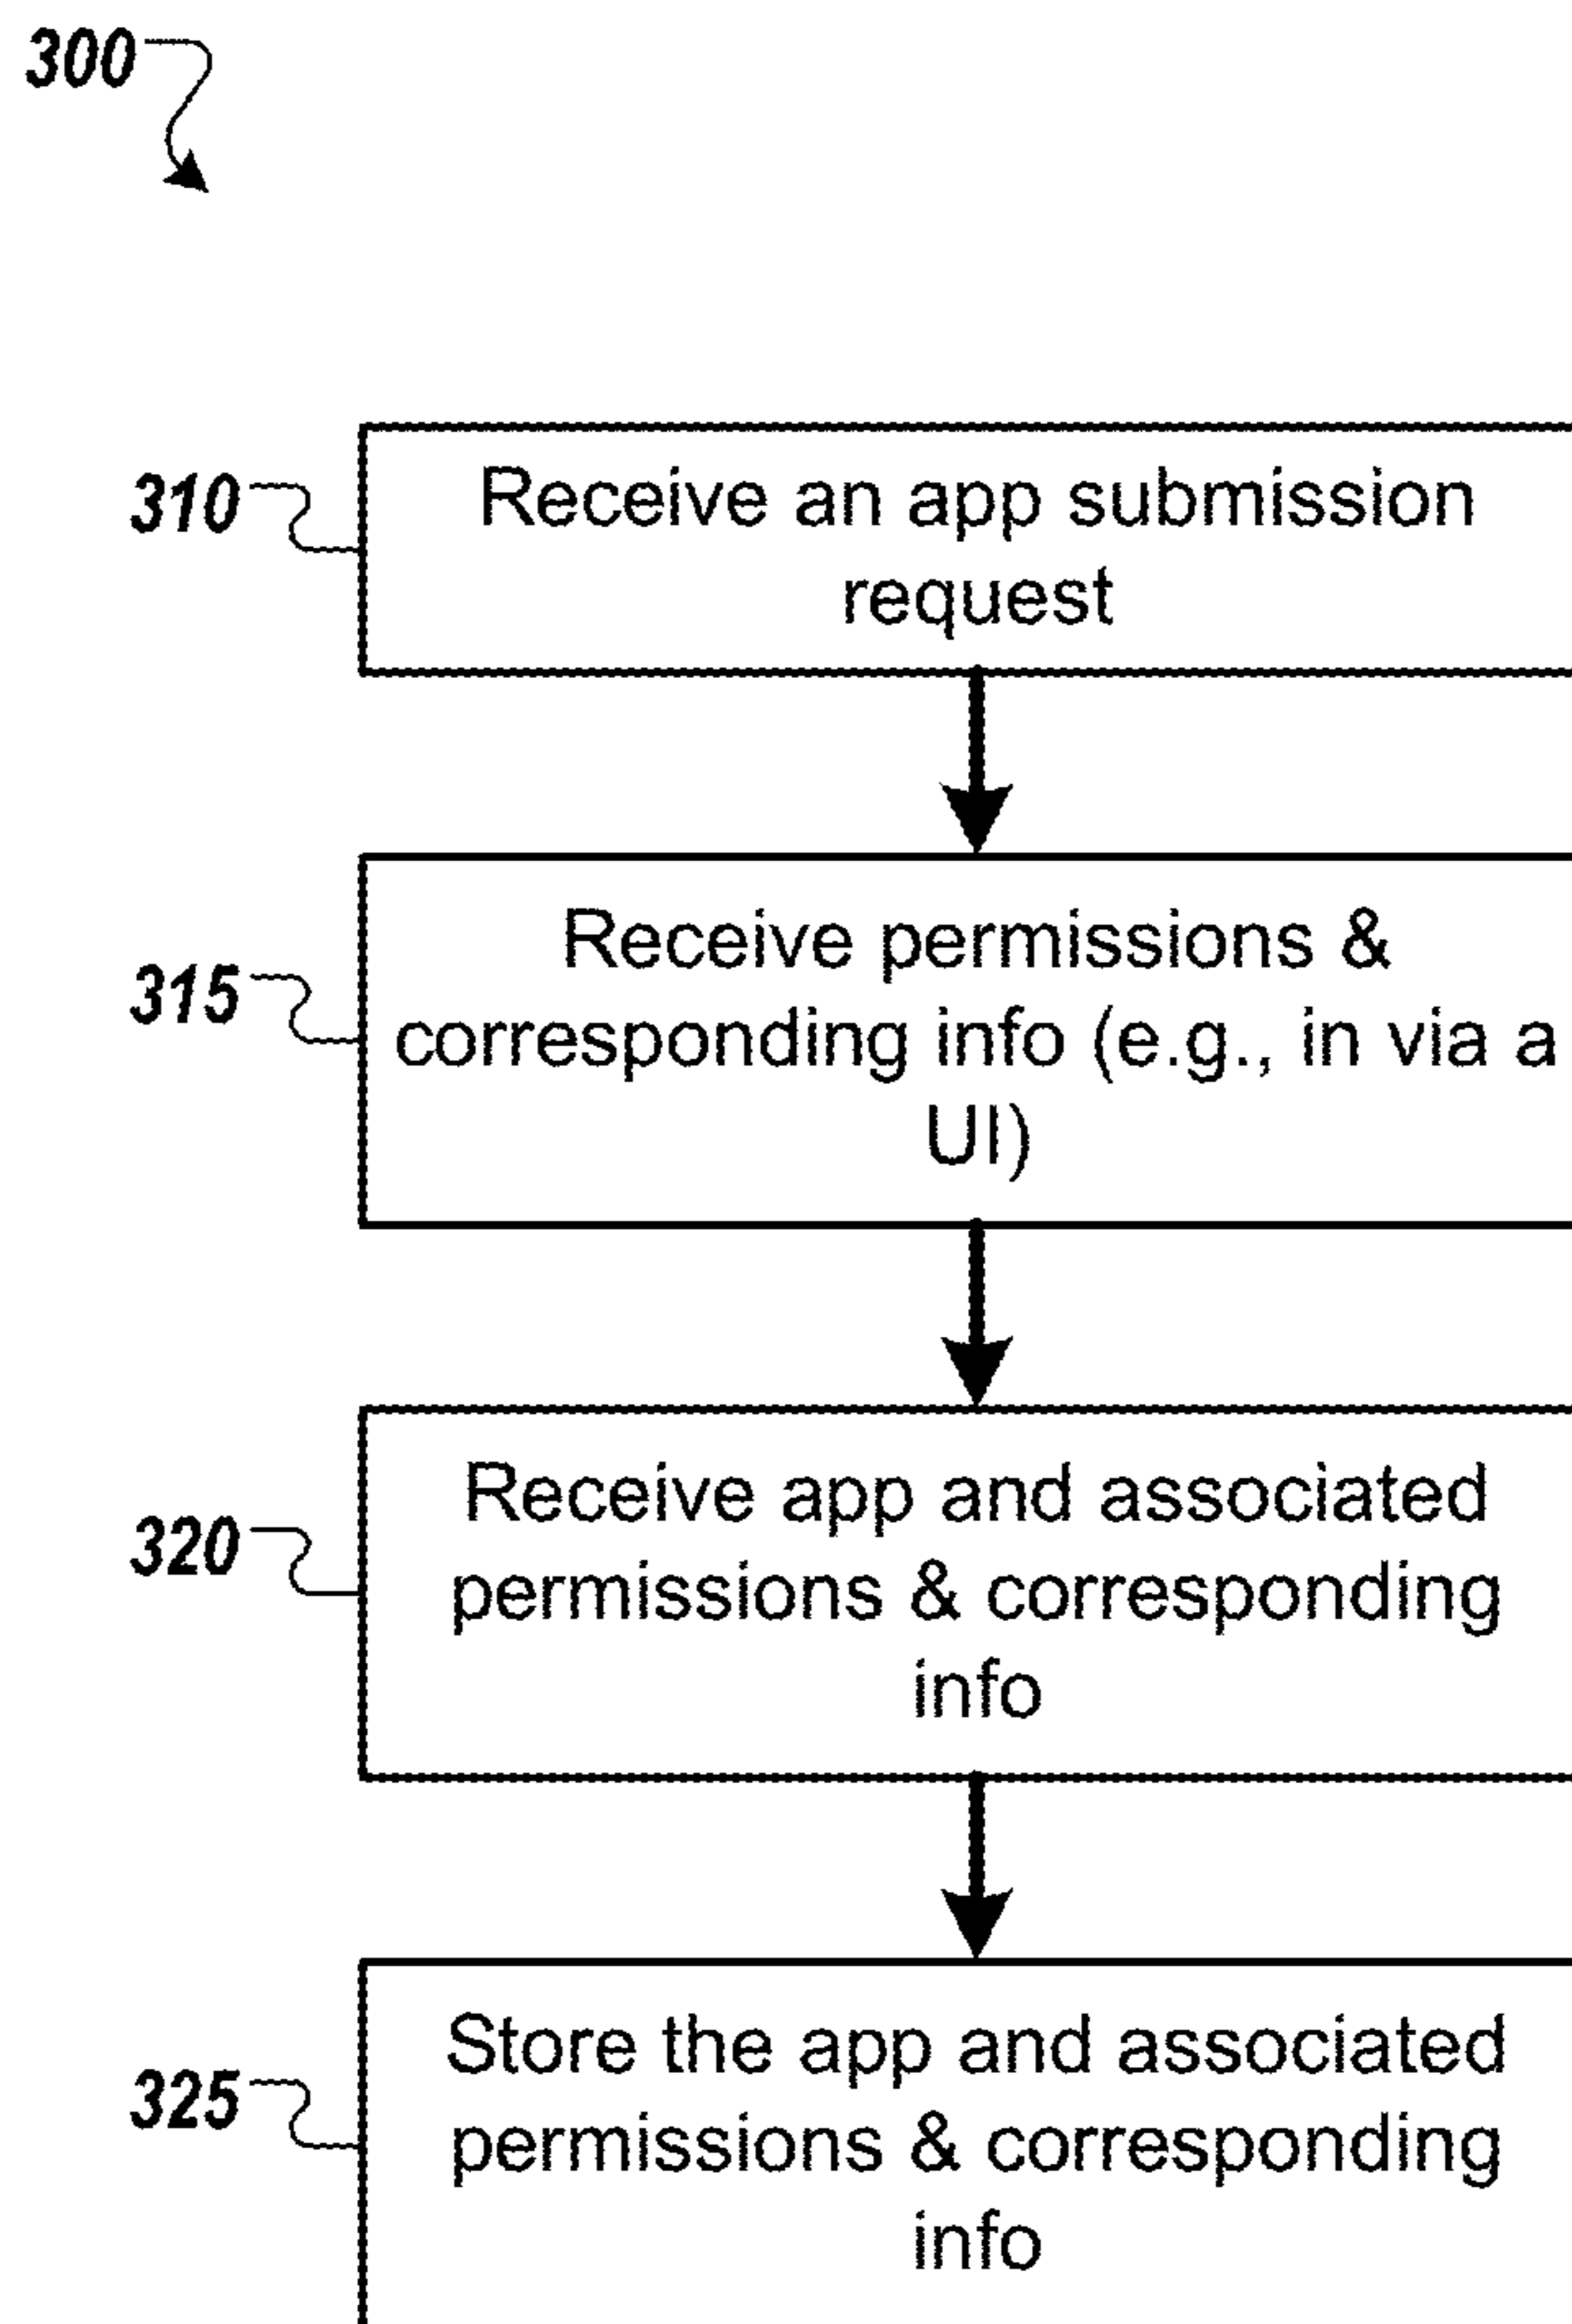 300
310
Receive an app submission
request
315
Receive permissions &
corresponding info (e.g., in via a
UI)
320
Receive app and associated
permissions & corresponding
info
325
Store the app and associated
permissions & corresponding
info